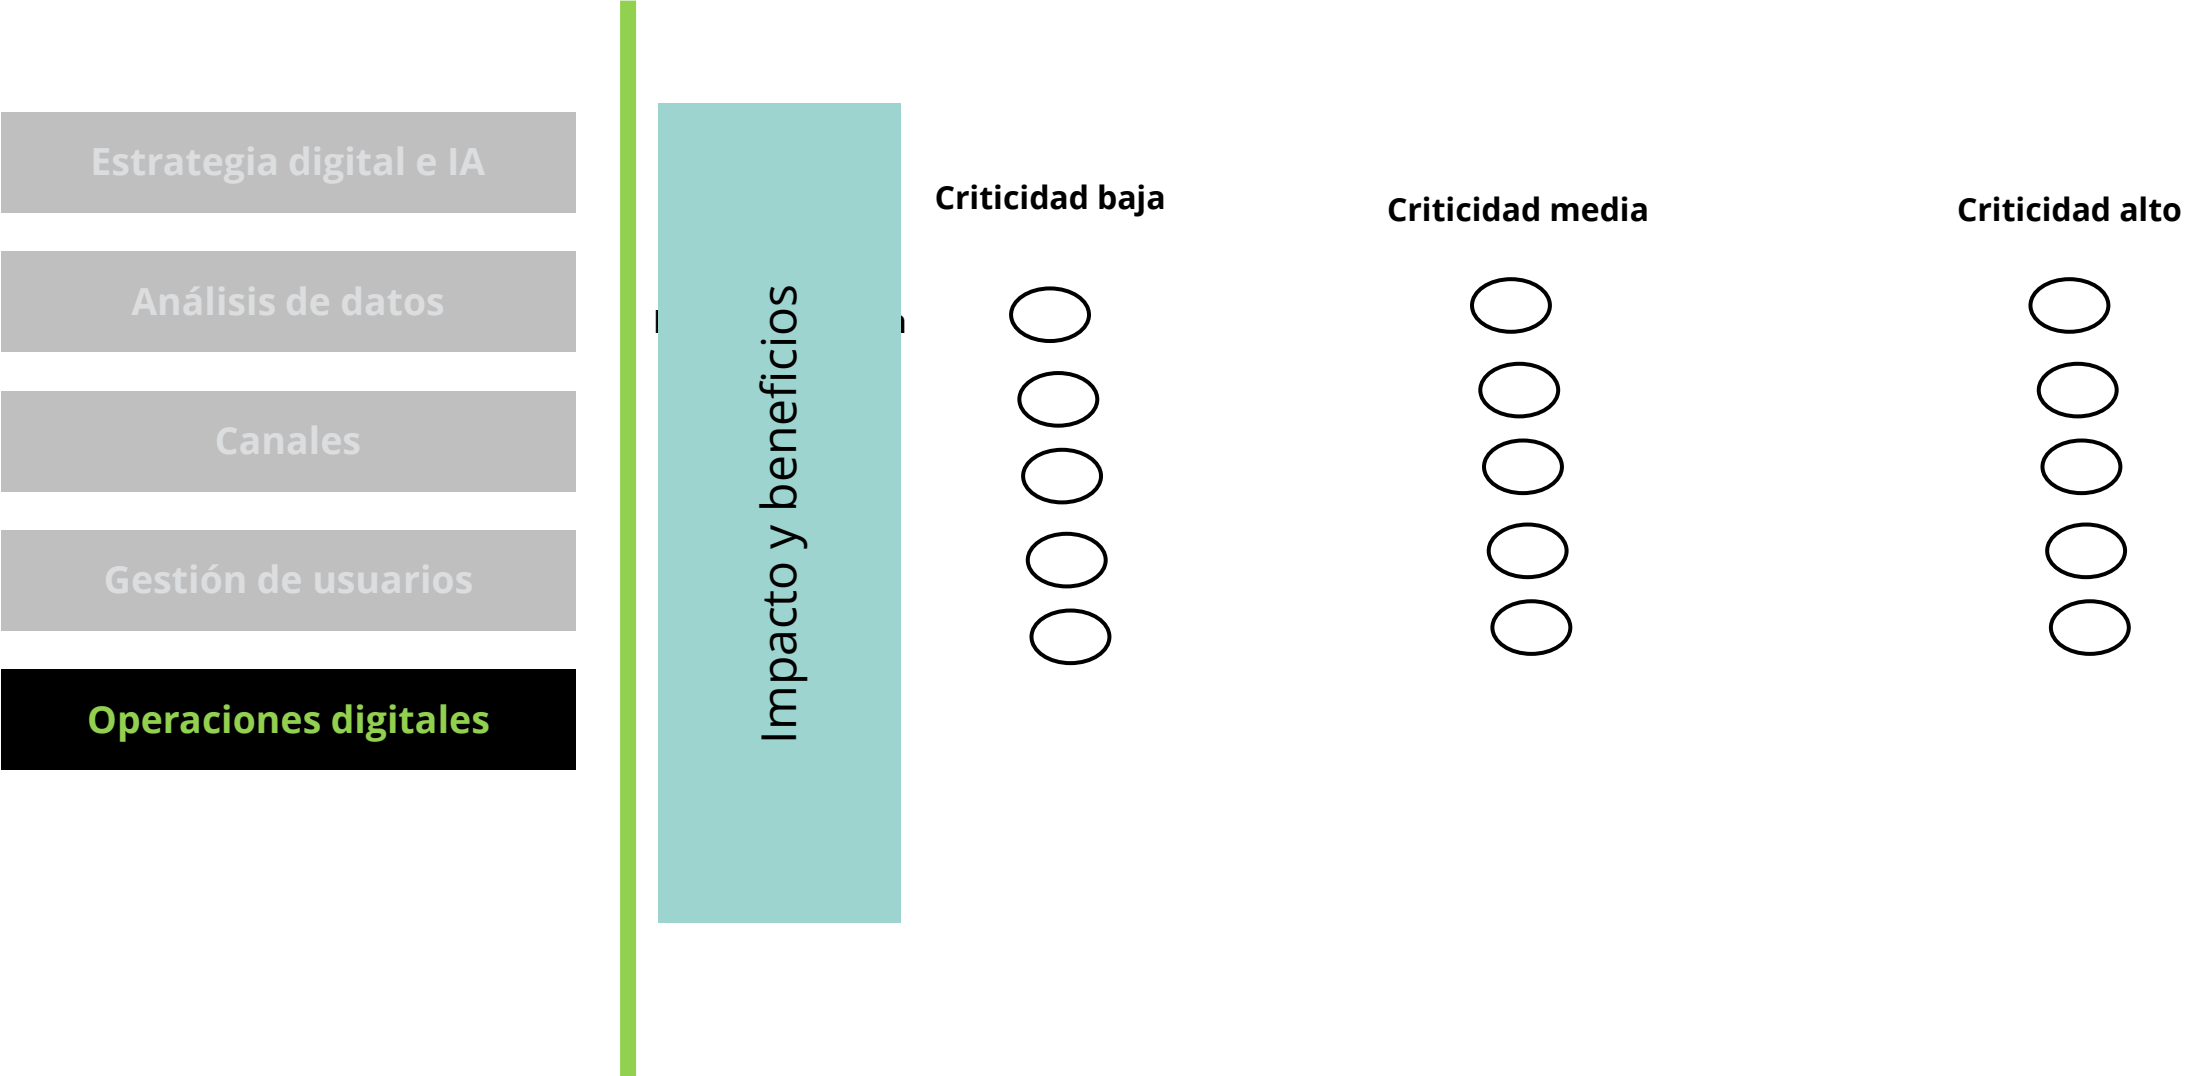 Estrategia digital e IA
Análisis de datos
Canales
Gestión de usuarios
Operaciones digitales
Impacto y beneficios
Criticidad baja
Criticidad media
Criticidad alto